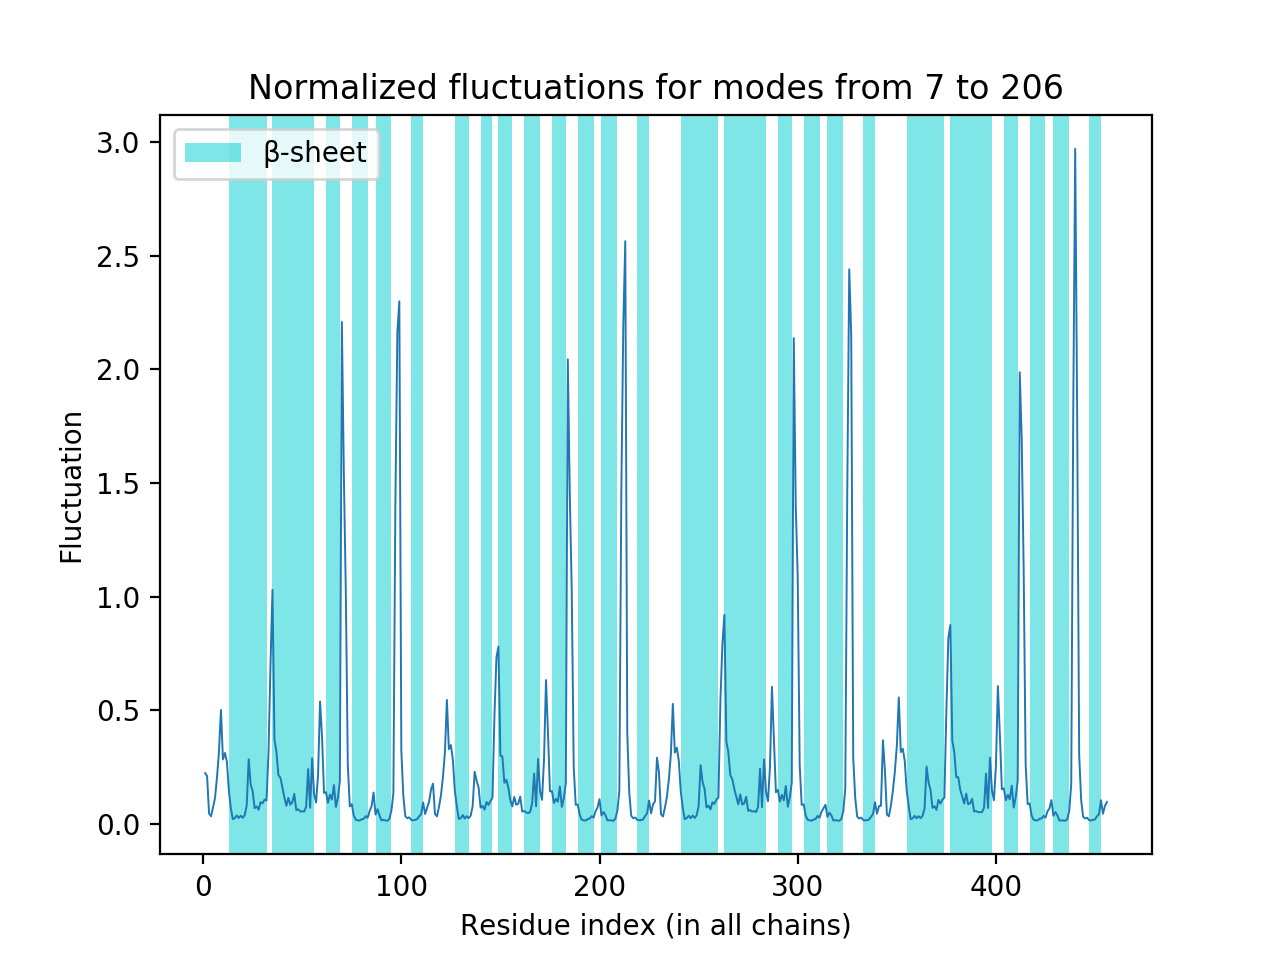 Normalized fluctuations for modes from 7 to 206
β-sheet
3.0
2.5
2.0
1.5
1.0
0.5
0.0
Fluctuation
0 100 200 300 400
Residue index (in all chains)